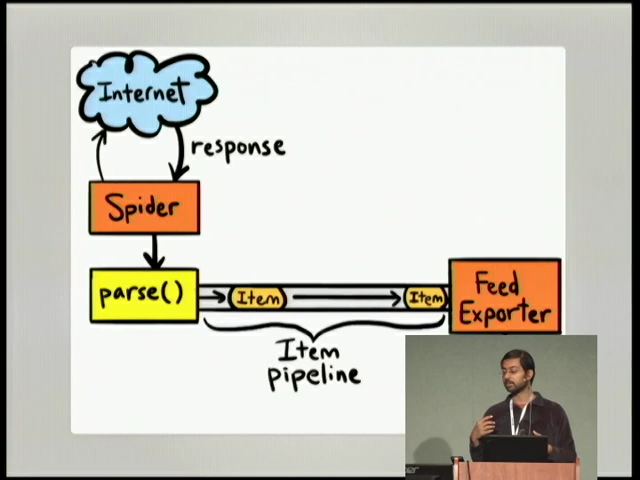 Internet
response
Spider
parse()
Item
Item
Feed
Exporter
Item
pipeline